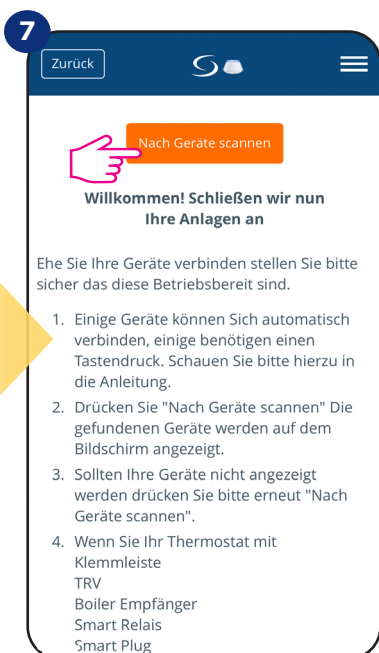 7
Zurück
Nach Geräte scannen
Willkommen! Schließen wir nun
Ihre Anlagen an
Ehe Sie Ihre Geräte verbinden stellen Sie bitte
sicher das diese Betriebsbereit sind.
1. Einige Geräte können Sich automatisch
verbinden, einige benötigen einen
Tastendruck. Schauen Sie bitte hierzu in
die Anleitung.
2. Drücken Sie "Nach Geräte scannen" Die
gefundenen Geräte werden auf dem
Bildschirm angezeigt.
3. Sollten Ihre Geräte nicht angezeigt
werden drücken Sie bitte erneut "Nach
Geräte scannen".
4. Wenn Sie Ihr Thermostat mit
Klemmleiste
TRV
Boiler Empfänger
Smart Relais
Smart Plug